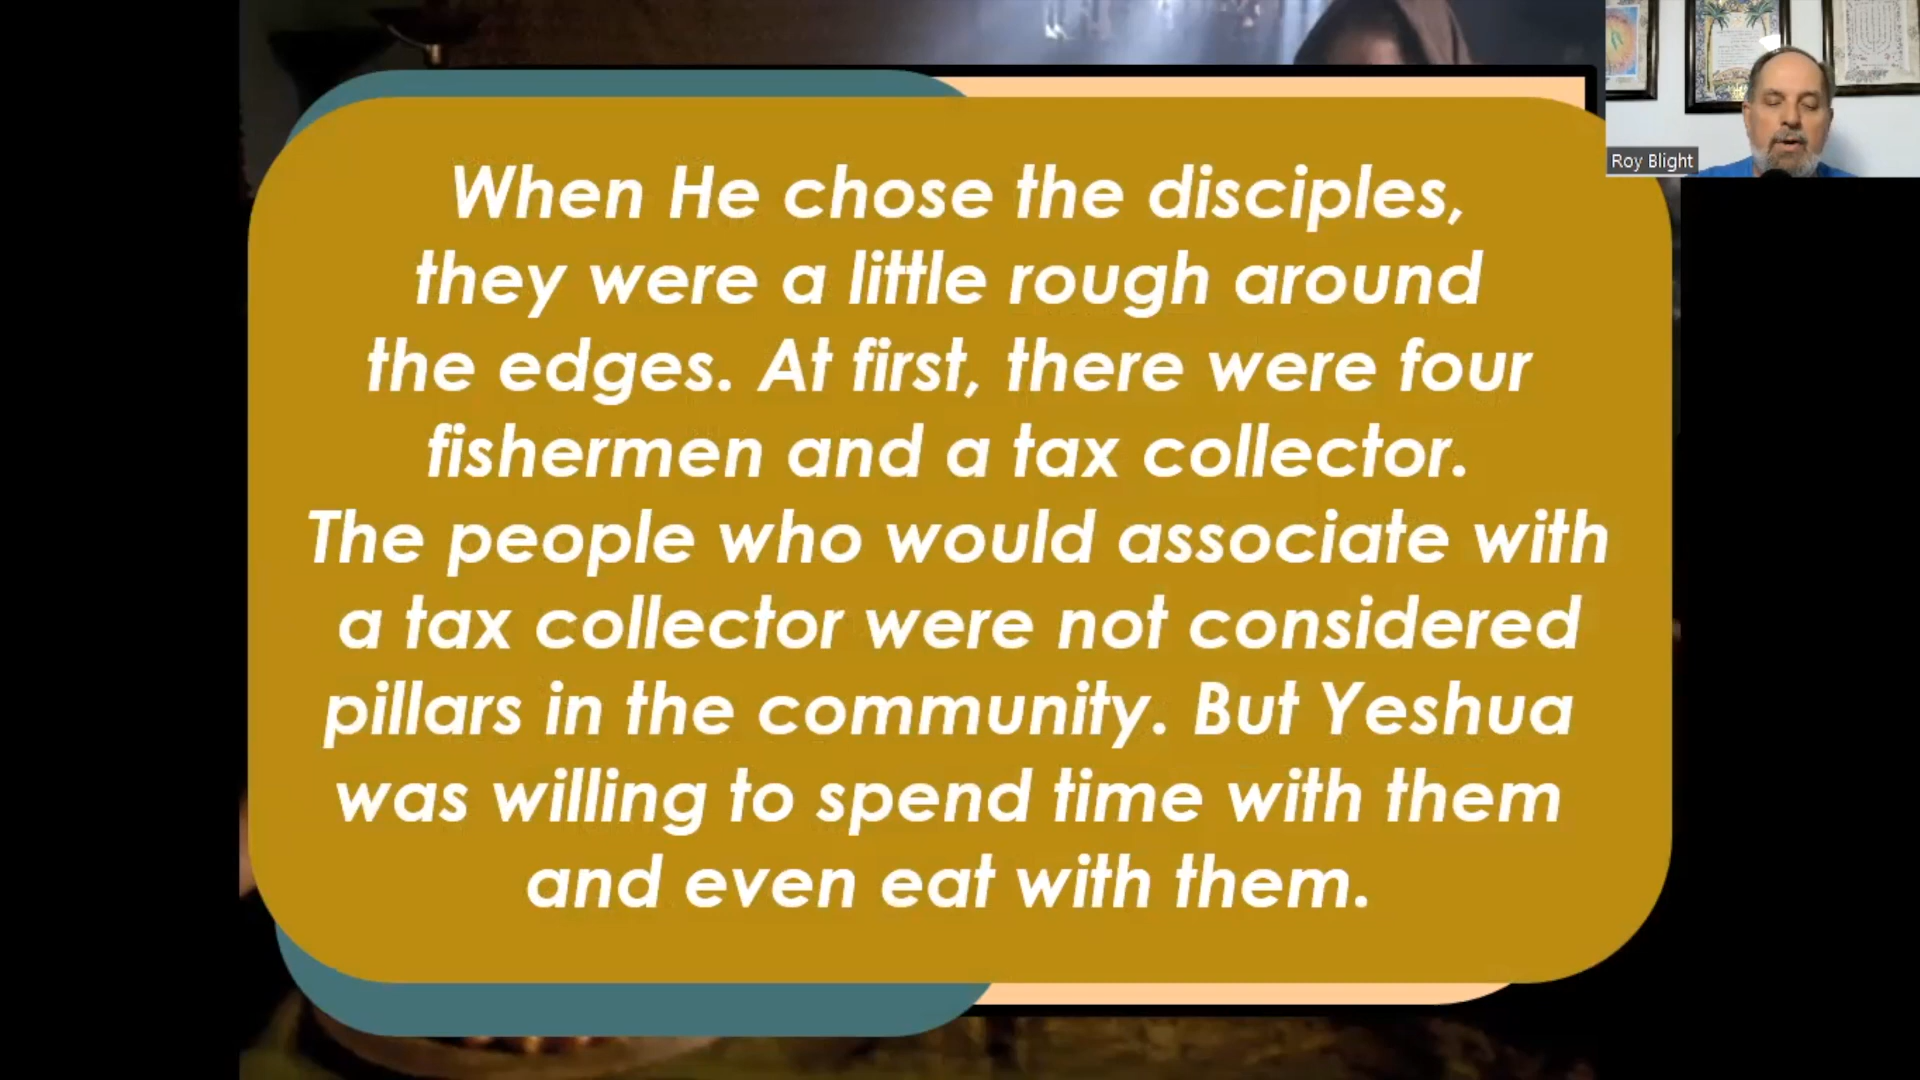 When He chose the disciples,
they were a little rough around
the edges. At first, there were four
fishermen and a tax collector.
The people who would associate with
a tax collector were not considered
pillars in the community. But Yeshua
was willing to spend time with them
and even eat with them.
Roy Blight